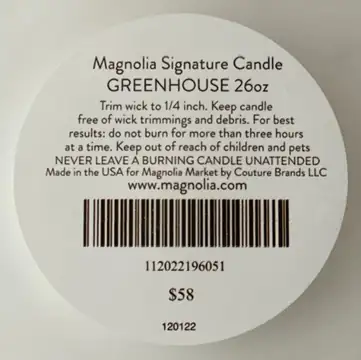 Magnolia Signature Candle
GREENHOUSE 26oz
Trim wick to 1/4 inch. Keep candle
free of wick trimmings and debris. For best
results: do not burn for more than three hours
at a time. Keep out of reach of children and pets
NEVER LEAVE A BURNING CANDLE UNATTENDED
Made in the USA for Magnolia Market by Couture Brands LLC
www.magnolia.com
112022196051
$58
120122